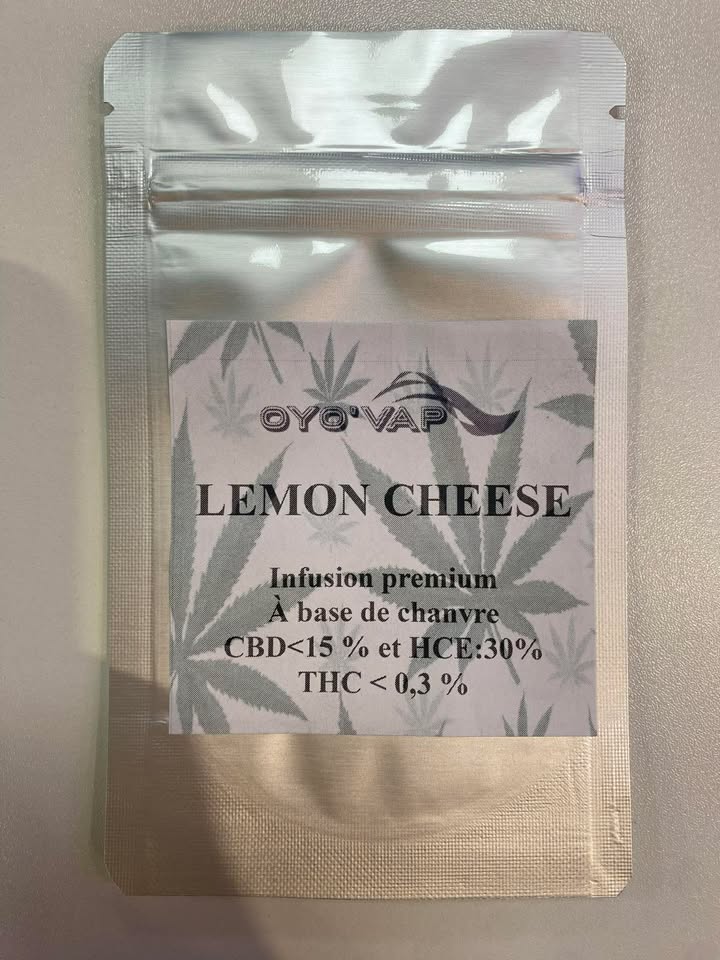 OYO'VAP
LEMON CHEESE
Infusion premium
À base de chanvre
CBD<15 % et HCE:30%
THC < 0,3 %